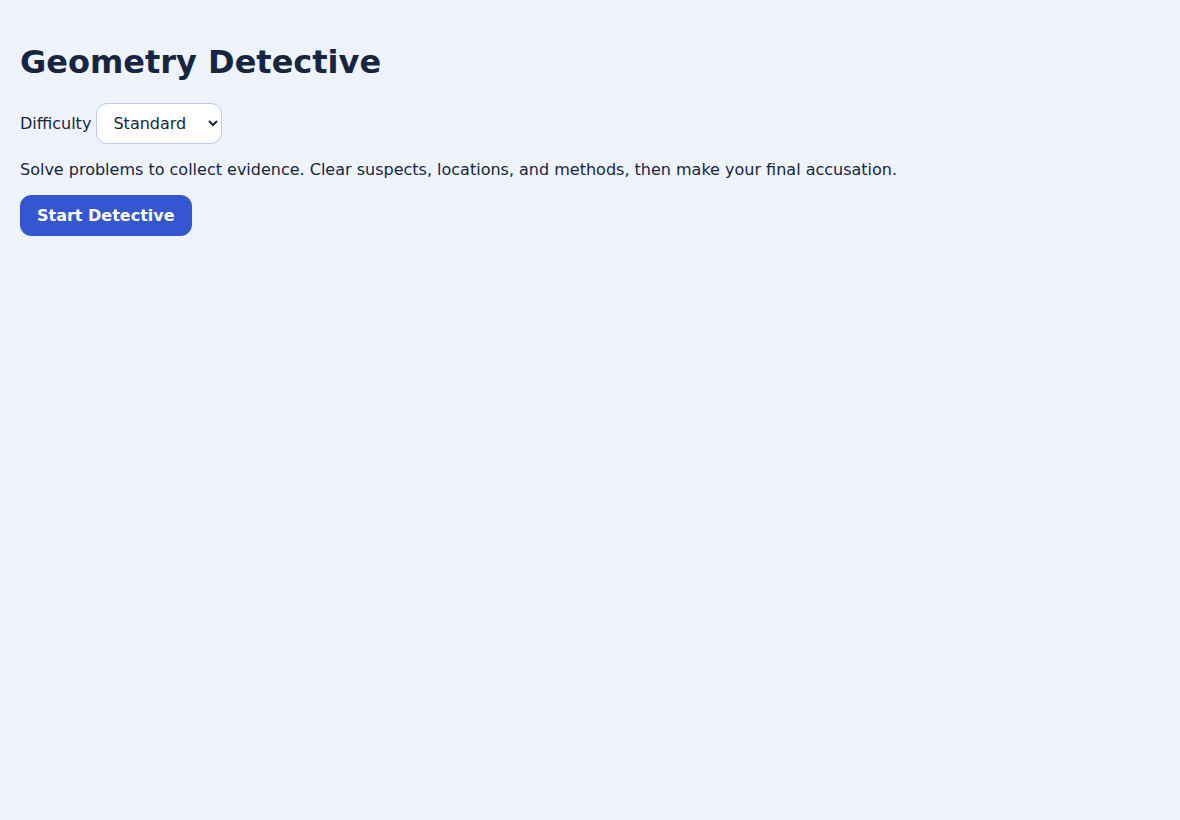 Geometry Detective
Difficulty Standard
Solve problems to collect evidence. Clear suspects, locations, and methods, then make your final accusation.
Start Detective